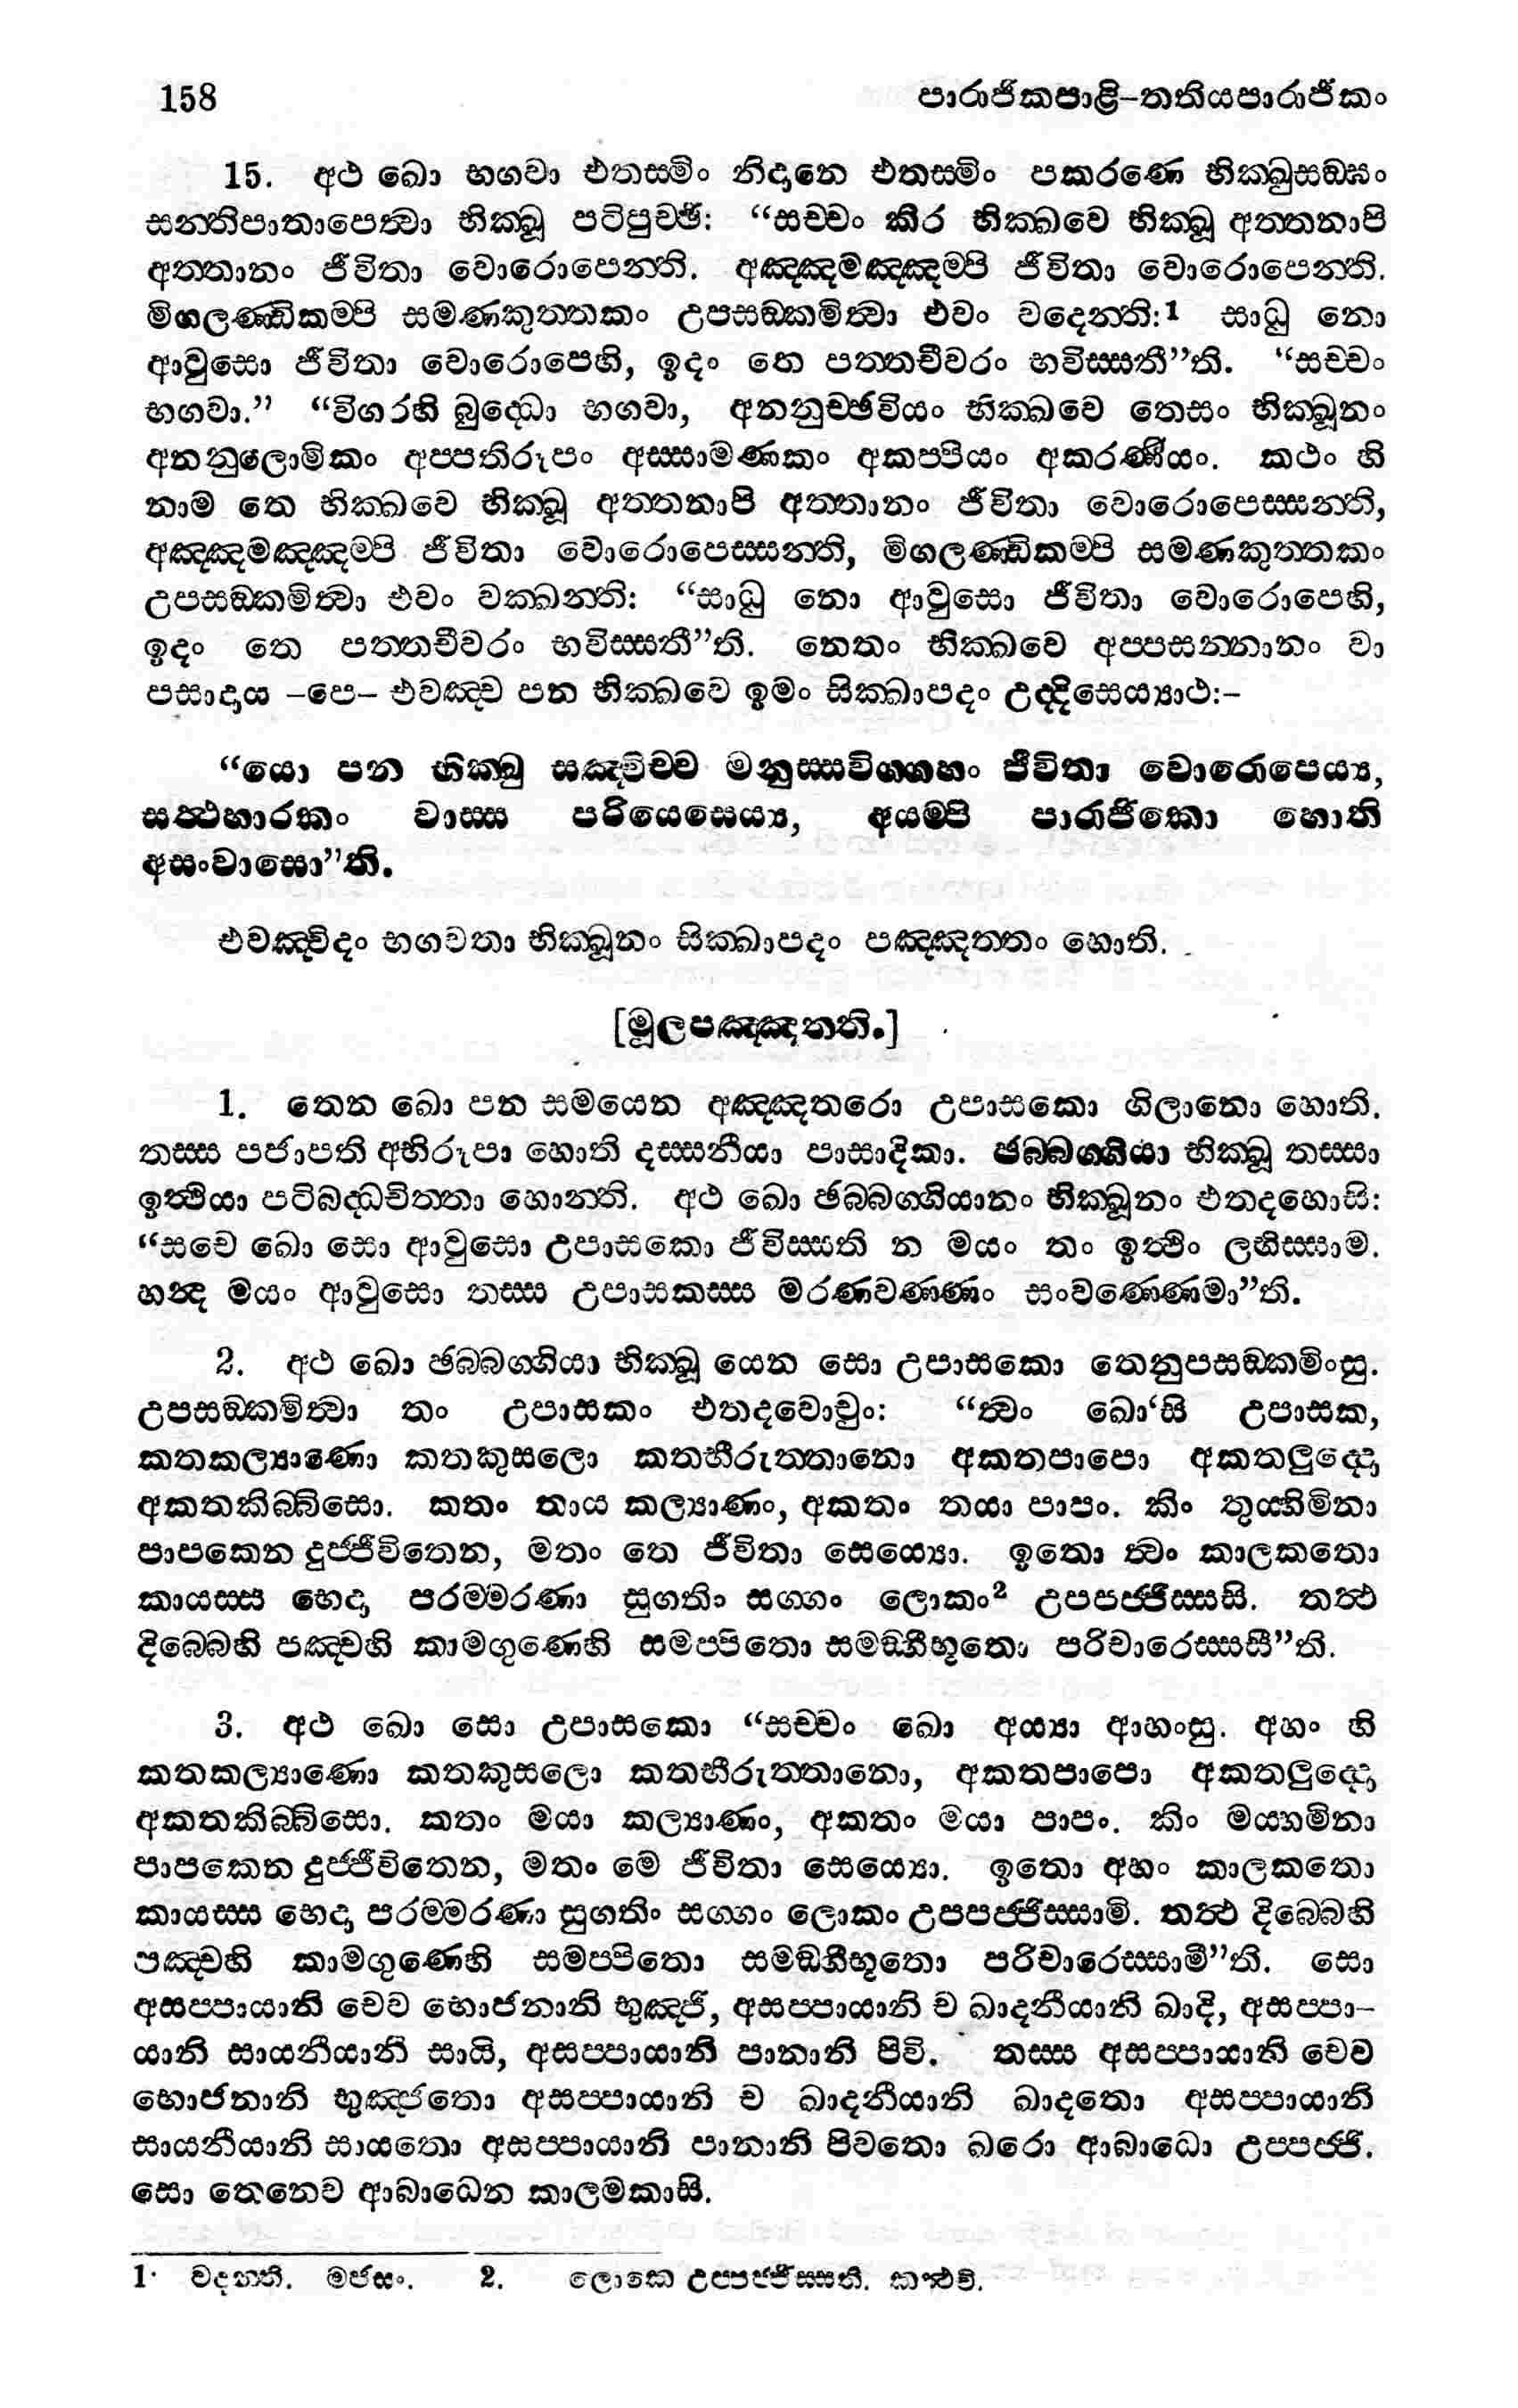 158 පාරාජිකපාළි–තතියපාරාජිකං
15. අථ ඛො භගවා එතස්මිං නිදානෙ එතස්මිං පකරණෙ භික්ඛුසඞ්ඝං
සන්නිපාතාපෙත්වා භික්ඛූ පටිපුච්ඡි: “සච්චං කිර භික්ඛවෙ භික්ඛූ අත්තනාපි
අත්තානං ජීවිතා වොරොපෙන්ති. අඤ්ඤමඤ්ඤම්පි ජීවිතා වොරොපෙන්ති.
මිගලණ්ඩිකම්පි සමණකුත්තකං උපසඞ්කමිත්වා එවං වදෙන්ති:1 සාධු නො
ආවුසො ජීවිතා වොරොපෙහි, ඉදං තෙ පත්තචීවරං භවිස්සතී”ති. “සච්චං
භගවා.” “විගරහි බුද්ධො භගවා, අනනුච්ඡවියං භික්ඛවෙ තෙසං භික්ඛූනං
අනනුලොමිකං අප්පතිරූපං අස්සාමණකං අකප්පියං අකරණීයං. කථං හි
නාම තෙ භික්ඛවෙ භික්ඛූ අත්තනාපි අත්තානං ජීවිතා වොරොපෙස්සන්ති,
අඤ්ඤමඤ්ඤම්පි ජීවිතා වොරොපෙස්සන්ති, මිගලණ්ඩිකම්පි සමණකුත්තකං
උපසඞ්කමිත්වා එවං වක්ඛන්ති: “සාධු නො ආවුසො ජීවිතා වොරොපෙහි,
ඉදං තෙ පත්තචීවරං භවිස්සතී”ති. නෙතං භික්ඛවෙ අප්පසන්නානං වා
පසාදාය –පෙ– එවඤ්ච පන භික්ඛවෙ ඉමං සික්ඛාපදං උද්දිසෙය්‍යාථ:–
“යො පන භික්ඛු සඤ්චිච්ච මනුස්සවිග්ගහං ජීවිතා වොරොපෙය්‍ය,
සත්ථහාරකං වාස්ස පරියෙසෙය්‍ය, අයම්පි පාරාජිකො හොති
අසංවාසො”ති.
එවඤ්චිදං භගවතා භික්ඛූනං සික්ඛාපදං පඤ්ඤත්තං හොති.
[මූලපඤ්ඤත්ති.]
1. තෙන ඛො පන සමයෙන අඤ්ඤතරො උපාසකො ගිලානො හොති.
තස්ස පජාපති අභිරූපා හොති දස්සනීයා පාසාදිකා. ඡබ්බග්ගියා භික්ඛූ තස්සා
ඉත්ථියා පටිබද්ධචිත්තා හොන්ති. අථ ඛො ඡබ්බග්ගියානං භික්ඛූනං එතදහොසි:
“සචෙ ඛො සො ආවුසො උපාසකො ජීවිස්සති න මයං තං ඉත්ථිං ලභිස්සාම.
හන්ද මයං ආවුසො තස්ස උපාසකස්ස මරණවණ්ණං සංවණ්ණෙමා”ති.
2. අථ ඛො ඡබ්බග්ගියා භික්ඛූ යෙන සො උපාසකො තෙනුපසඞ්කමිංසු.
උපසඞ්කමිත්වා තං උපාසකං එතදවොචුං: “ත්වං ඛො‘සි උපාසක,
කතකල්‍යාණො කතකුසලො කතභීරුත්තානො අකතපාපො අකතලුද්දො
අකතකිබ්බිසො. කතං තයා කල්‍යාණං, අකතං තයා පාපං. කිං තුය්හිමිනා
පාපකෙන දුජ්ජීවිතෙන, මතං තෙ ජීවිතා සෙය්‍යො. ඉතො ත්වං කාලකතො
කායස්ස භෙදා පරම්මරණා සුගතිං සග්ගං ලොකං2 උපපජ්ජිස්සසි. තත්ථ
දිබ්බෙහි පඤ්චහි කාමගුණෙහි සමප්පිතො සමඞ්ගීභූතො පරිචාරෙස්සසී”ති.
3. අථ ඛො සො උපාසකො “සච්චං ඛො අය්‍යා ආහංසු. අහං හි
කතකල්‍යාණො කතකුසලො කතභීරුත්තානො, අකතපාපො අකතලුද්දො
අකතකිබ්බිසො. කතං මයා කල්‍යාණං, අකතං මයා පාපං. කිං මය්හමිනා
පාපකෙන දුජ්ජීවිතෙන, මතං මෙ ජීවිතා සෙය්‍යො. ඉතො අහං කාලකතො
කායස්ස භෙදා පරම්මරණා සුගතිං සග්ගං ලොකං උපපජ්ජිස්සාමි. තත්ථ දිබ්බෙහි
පඤ්චහි කාමගුණෙහි සමප්පිතො සමඞ්ගීභූතො පරිචාරෙස්සාමී”ති. සො
අසප්පායානි චෙව භොජනානි භුඤ්ජි, අසප්පායානි ච ඛාදනීයානි ඛාදි, අසප්පා–
යානි සායනීයානි සායි, අසප්පායානි පානානි පිවි. තස්ස අසප්පායානි චෙව
භොජනානි භුඤ්ජතො අසප්පායානි ච ඛාදනීයානි ඛාදතො අසප්පායානි
සායනීයානි සායතො අසප්පායානි පානානි පිවතො ඛරො ආබාධො උප්පජ්ජි.
සො තෙනෙව ආබාධෙන කාලමකාසි.
1. වදන්ති. මජසං. 2. ලොකෙ උප්පජ්ජිස්සති. කත්ථචි.